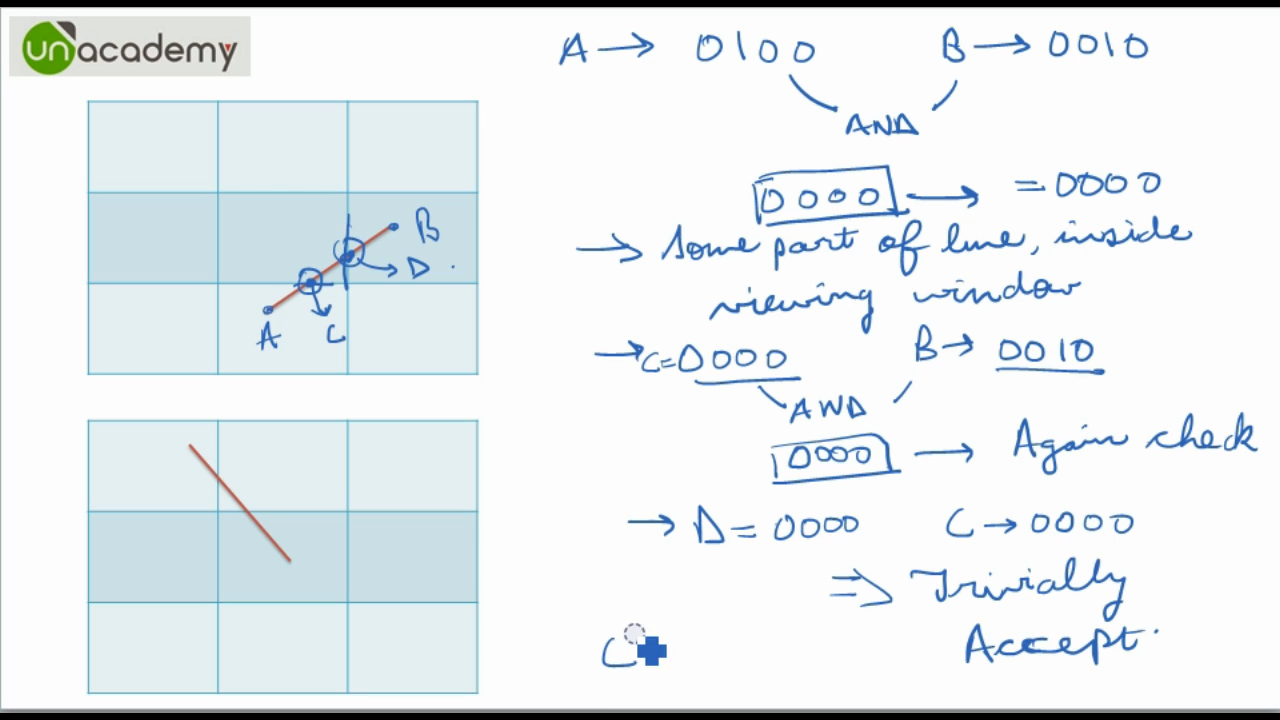 unacademy
A → 0100 B → 0010
AND
0000 → = 0000
→ Some part of line, inside
viewing window
→ C=0000 B → 0010
AND
0000 → Again check
→ D = 0000 C → 0000
⇒ Trivially
Accept.
C
B
D
A C